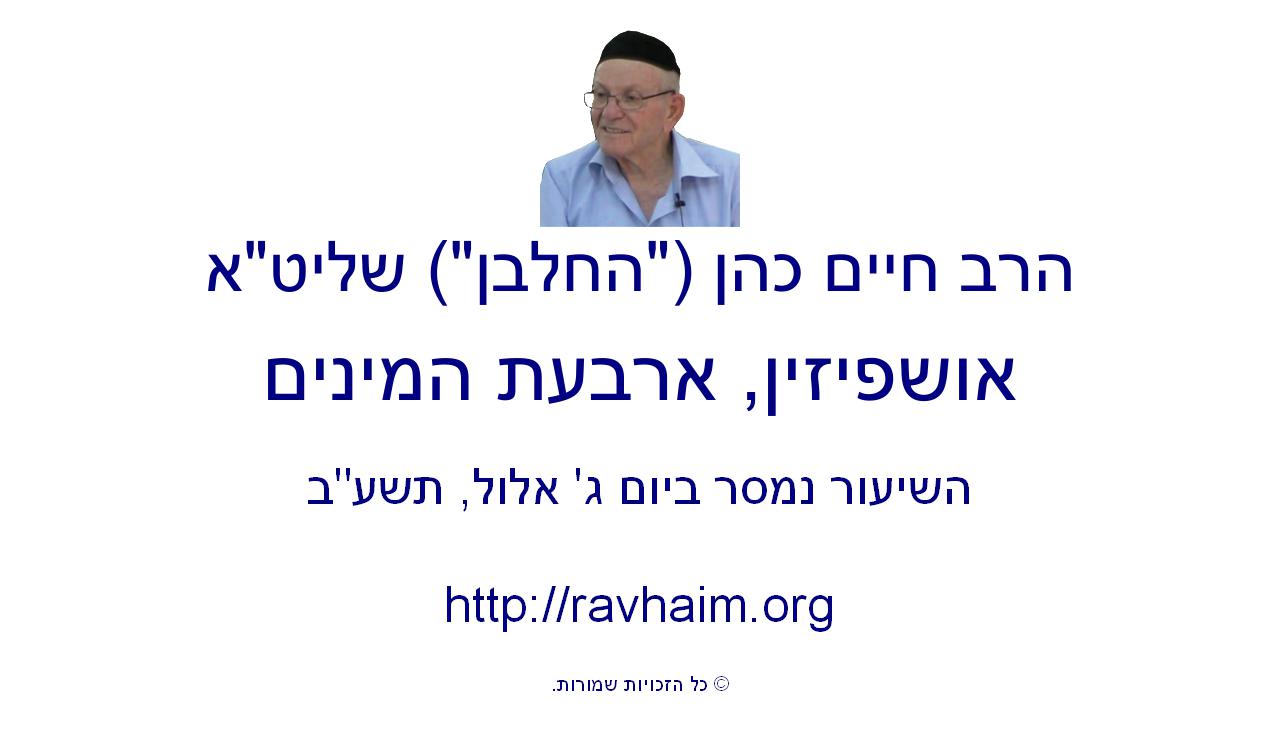 הרב חיים כהן ("החלבן") שליט"א
אושפיזין, ארבעת המינים
השיעור נמסר ביום ג' אלול, תשע''ב
http://ravhaim.org
© כל הזכויות שמורות.